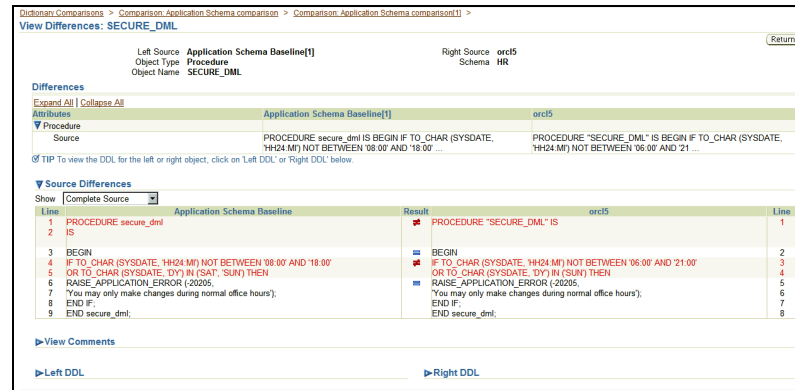 Dictionary Comparisons > Comparison: Application Schema comparison > Comparison: Application Schema comparison[1] >
View Differences: SECURE_DML
Return
Left Source Application Schema Baseline[1] Right Source orcl5
Object Type Procedure Schema HR
Object Name SECURE_DML
Differences
Expand All | Collapse All
Attributes Application Schema Baseline[1] orcl5
Procedure
Source PROCEDURE secure_dml IS BEGIN IF TO_CHAR (SYSDATE, PROCEDURE "SECURE_DML" IS BEGIN IF TO_CHAR (SYSDATE,
'HH24:MI') NOT BETWEEN '08:00' AND '18:00' ... 'HH24:MI') NOT BETWEEN '06:00' AND '21 ...
TIP To view the DDL for the left or right object, click on 'Left DDL' or 'Right DDL' below.
Source Differences
Show Complete Source
Line Application Schema Baseline Result orcl5 Line
1 PROCEDURE secure_dml PROCEDURE "SECURE_DML" IS 1
2 IS
3 BEGIN BEGIN 2
4 IF TO_CHAR (SYSDATE, 'HH24:MI') NOT BETWEEN '08:00' AND '18:00' IF TO_CHAR (SYSDATE, 'HH24:MI') NOT BETWEEN '06:00' AND '21:00' 3
5 OR TO_CHAR (SYSDATE, 'DY') IN ('SAT', 'SUN') THEN OR TO_CHAR (SYSDATE, 'DY') IN ('SUN') THEN 4
6 RAISE_APPLICATION_ERROR (-20205, RAISE_APPLICATION_ERROR (-20205, 5
7 'You may only make changes during normal office hours'); 'You may only make changes during normal office hours'); 6
8 END IF; END IF; 7
9 END secure_dml; END secure_dml; 8
View Comments
Left DDL Right DDL